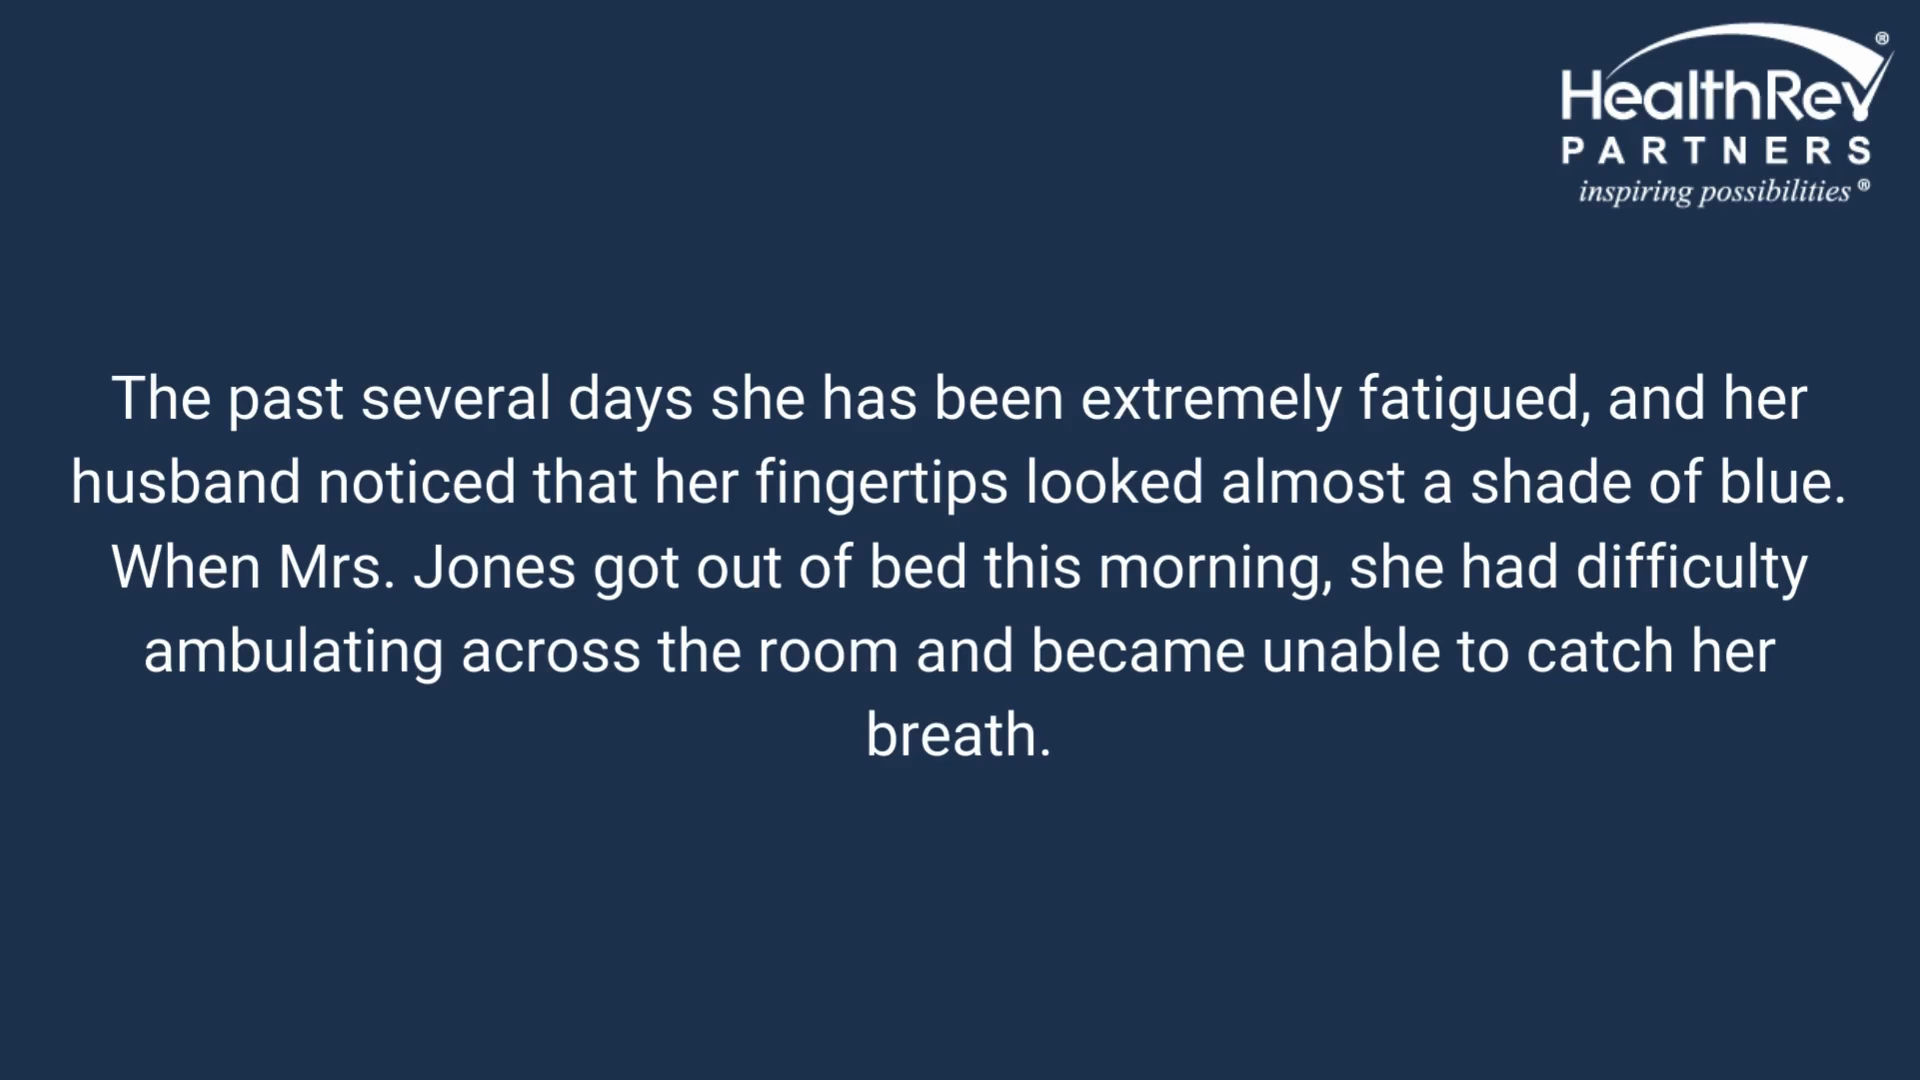 HealthRev®
PARTNERS
inspiring possibilities®
The past several days she has been extremely fatigued, and her
husband noticed that her fingertips looked almost a shade of blue.
When Mrs. Jones got out of bed this morning, she had difficulty
ambulating across the room and became unable to catch her
breath.